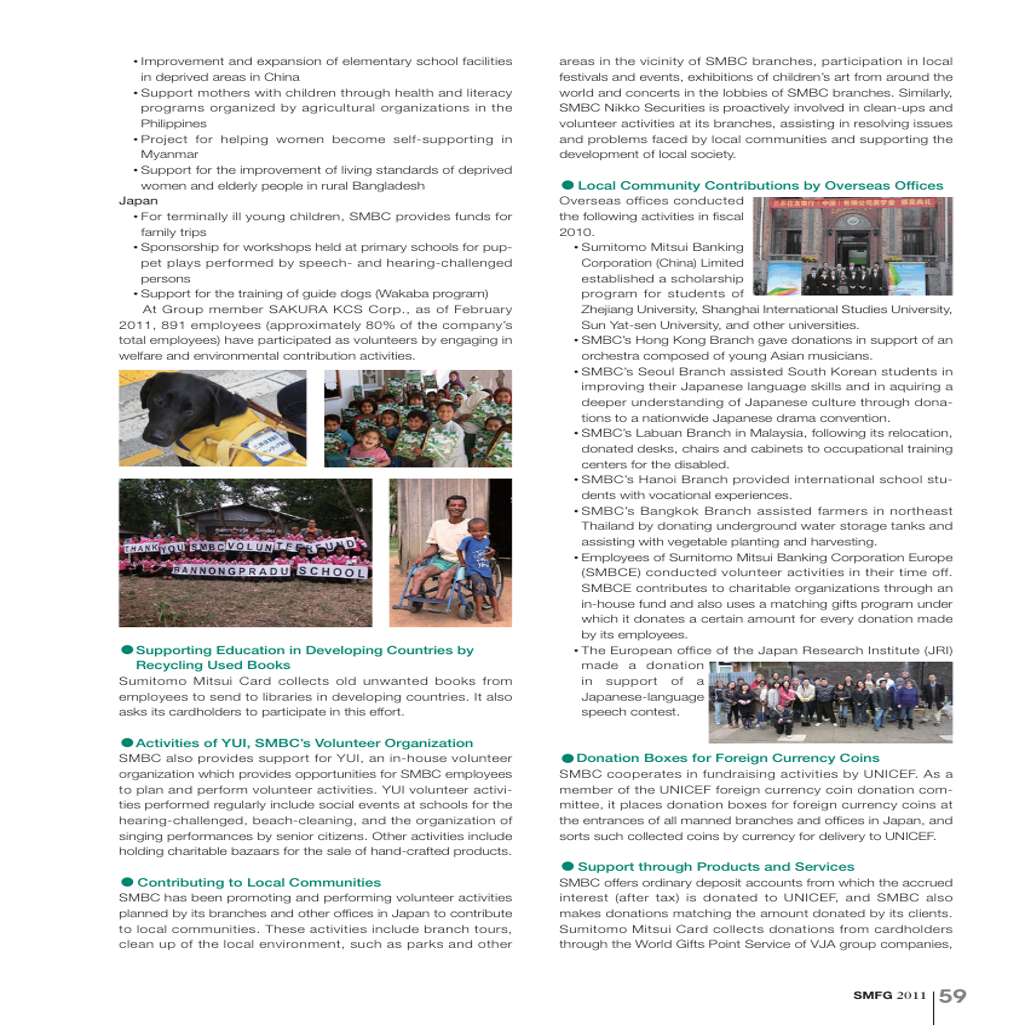 • Improvement and expansion of elementary school facilities
in deprived areas in China
• Support mothers with children through health and literacy
programs organized by agricultural organizations in the
Philippines
• Project for helping women become self-supporting in
Myanmar
• Support for the improvement of living standards of deprived
women and elderly people in rural Bangladesh
Japan
• For terminally ill young children, SMBC provides funds for
family trips
• Sponsorship for workshops held at primary schools for pup-
pet plays performed by speech- and hearing-challenged
persons
• Support for the training of guide dogs (Wakaba program)
At Group member SAKURA KCS Corp., as of February
2011, 891 employees (approximately 80% of the company's
total employees) have participated as volunteers by engaging in
welfare and environmental contribution activities.
THANK YOU SMBC VOLUNTEER FUND
BANNONGPRADU SCHOOL
●Supporting Education in Developing Countries by
Recycling Used Books
Sumitomo Mitsui Card collects old unwanted books from
employees to send to libraries in developing countries. It also
asks its cardholders to participate in this effort.
●Activities of YUI, SMBC's Volunteer Organization
SMBC also provides support for YUI, an in-house volunteer
organization which provides opportunities for SMBC employees
to plan and perform volunteer activities. YUI volunteer activi-
ties performed regularly include social events at schools for the
hearing-challenged, beach-cleaning, and the organization of
singing performances by senior citizens. Other activities include
holding charitable bazaars for the sale of hand-crafted products.
● Contributing to Local Communities
SMBC has been promoting and performing volunteer activities
planned by its branches and other offices in Japan to contribute
to local communities. These activities include branch tours,
clean up of the local environment, such as parks and other
areas in the vicinity of SMBC branches, participation in local
festivals and events, exhibitions of children's art from around the
world and concerts in the lobbies of SMBC branches. Similarly,
SMBC Nikko Securities is proactively involved in clean-ups and
volunteer activities at its branches, assisting in resolving issues
and problems faced by local communities and supporting the
development of local society.
● Local Community Contributions by Overseas Offices
Overseas offices conducted
the following activities in fiscal
2010.
• Sumitomo Mitsui Banking
Corporation (China) Limited
established a scholarship
program for students of
Zhejiang University, Shanghai International Studies University,
Sun Yat-sen University, and other universities.
• SMBC's Hong Kong Branch gave donations in support of an
orchestra composed of young Asian musicians.
• SMBC's Seoul Branch assisted South Korean students in
improving their Japanese language skills and in aquiring a
deeper understanding of Japanese culture through dona-
tions to a nationwide Japanese drama convention.
• SMBC's Labuan Branch in Malaysia, following its relocation,
donated desks, chairs and cabinets to occupational training
centers for the disabled.
• SMBC's Hanoi Branch provided international school stu-
dents with vocational experiences.
• SMBC's Bangkok Branch assisted farmers in northeast
Thailand by donating underground water storage tanks and
assisting with vegetable planting and harvesting.
• Employees of Sumitomo Mitsui Banking Corporation Europe
(SMBCE) conducted volunteer activities in their time off.
SMBCE contributes to charitable organizations through an
in-house fund and also uses a matching gifts program under
which it donates a certain amount for every donation made
by its employees.
• The European office of the Japan Research Institute (JRI)
made a donation
in support of a
Japanese-language
speech contest.
●Donation Boxes for Foreign Currency Coins
SMBC cooperates in fundraising activities by UNICEF. As a
member of the UNICEF foreign currency coin donation com-
mittee, it places donation boxes for foreign currency coins at
the entrances of all manned branches and offices in Japan, and
sorts such collected coins by currency for delivery to UNICEF.
● Support through Products and Services
SMBC offers ordinary deposit accounts from which the accrued
interest (after tax) is donated to UNICEF, and SMBC also
makes donations matching the amount donated by its clients.
Sumitomo Mitsui Card collects donations from cardholders
through the World Gifts Point Service of VJA group companies,
SMFG 2011 59